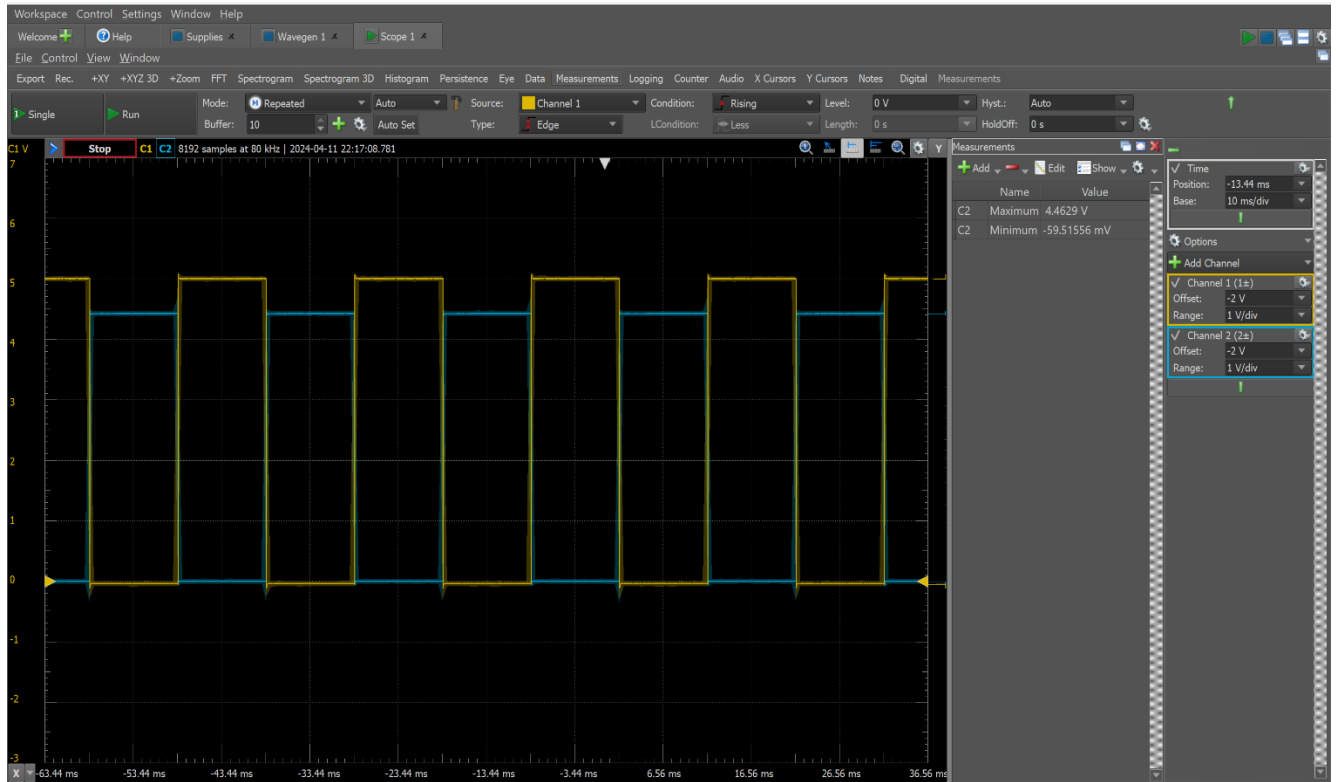 Workspace Control Settings Window Help
Welcome Help Supplies x Wavegen 1 x Scope 1 x
File Control View Window
Export Rec. +XY +XYZ 3D +Zoom FFT Spectrogram Spectrogram 3D Histogram Persistence Eye Data Measurements Logging Counter Audio X Cursors Y Cursors Notes Digital Measurements
Single Run Mode: Repeated Auto Source: Channel 1 Condition: Rising Level: 0 V Hyst.: Auto
Buffer: 10 Auto Set Type: Edge LCondition: Less Length: 0 s HoldOff: 0 s
C1 V Stop C1 C2 8192 samples at 80 kHz | 2024-04-11 22:17:08.781 Y
7
6
5
4
3
2
1
0
-1
-2
-3
X -63.44 ms -53.44 ms -43.44 ms -33.44 ms -23.44 ms -13.44 ms -3.44 ms 6.56 ms 16.56 ms 26.56 ms 36.56 ms
Measurements
Add Edit Show
Name Value
C2 Maximum 4.4629 V
C2 Minimum -59.51556 mV
Time
Position: -13.44 ms
Base: 10 ms/div
Options
Add Channel
Channel 1 (1±)
Offset: -2 V
Range: 1 V/div
Channel 2 (2±)
Offset: -2 V
Range: 1 V/div